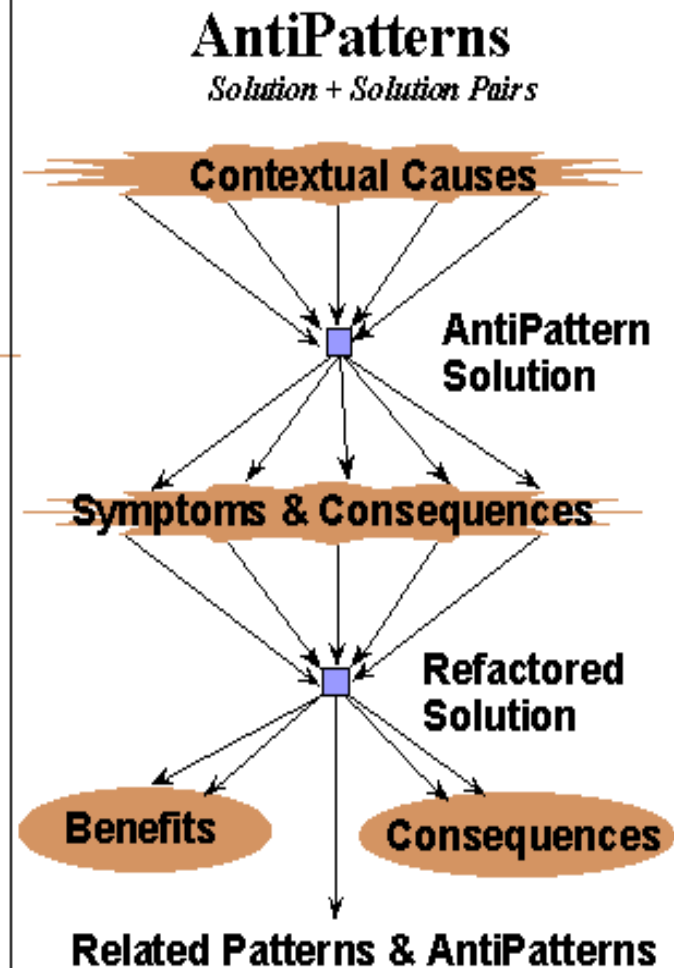 AntiPatterns
Solution + Solution Pairs
Contextual Causes
AntiPattern
Solution
Symptoms & Consequences
Refactored
Solution
Benefits
Consequences
Related Patterns & AntiPatterns